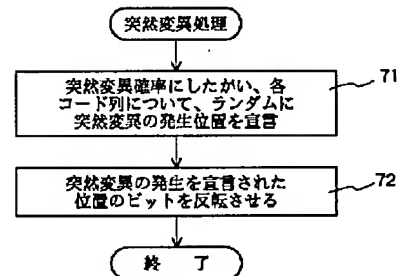 突然変異処理
突然変異確率にしたがい、各
コード列について、ランダムに
突然変異の発生位置を宣言
71
突然変異の発生を宣言された
位置のビットを反転させる
72
終 了